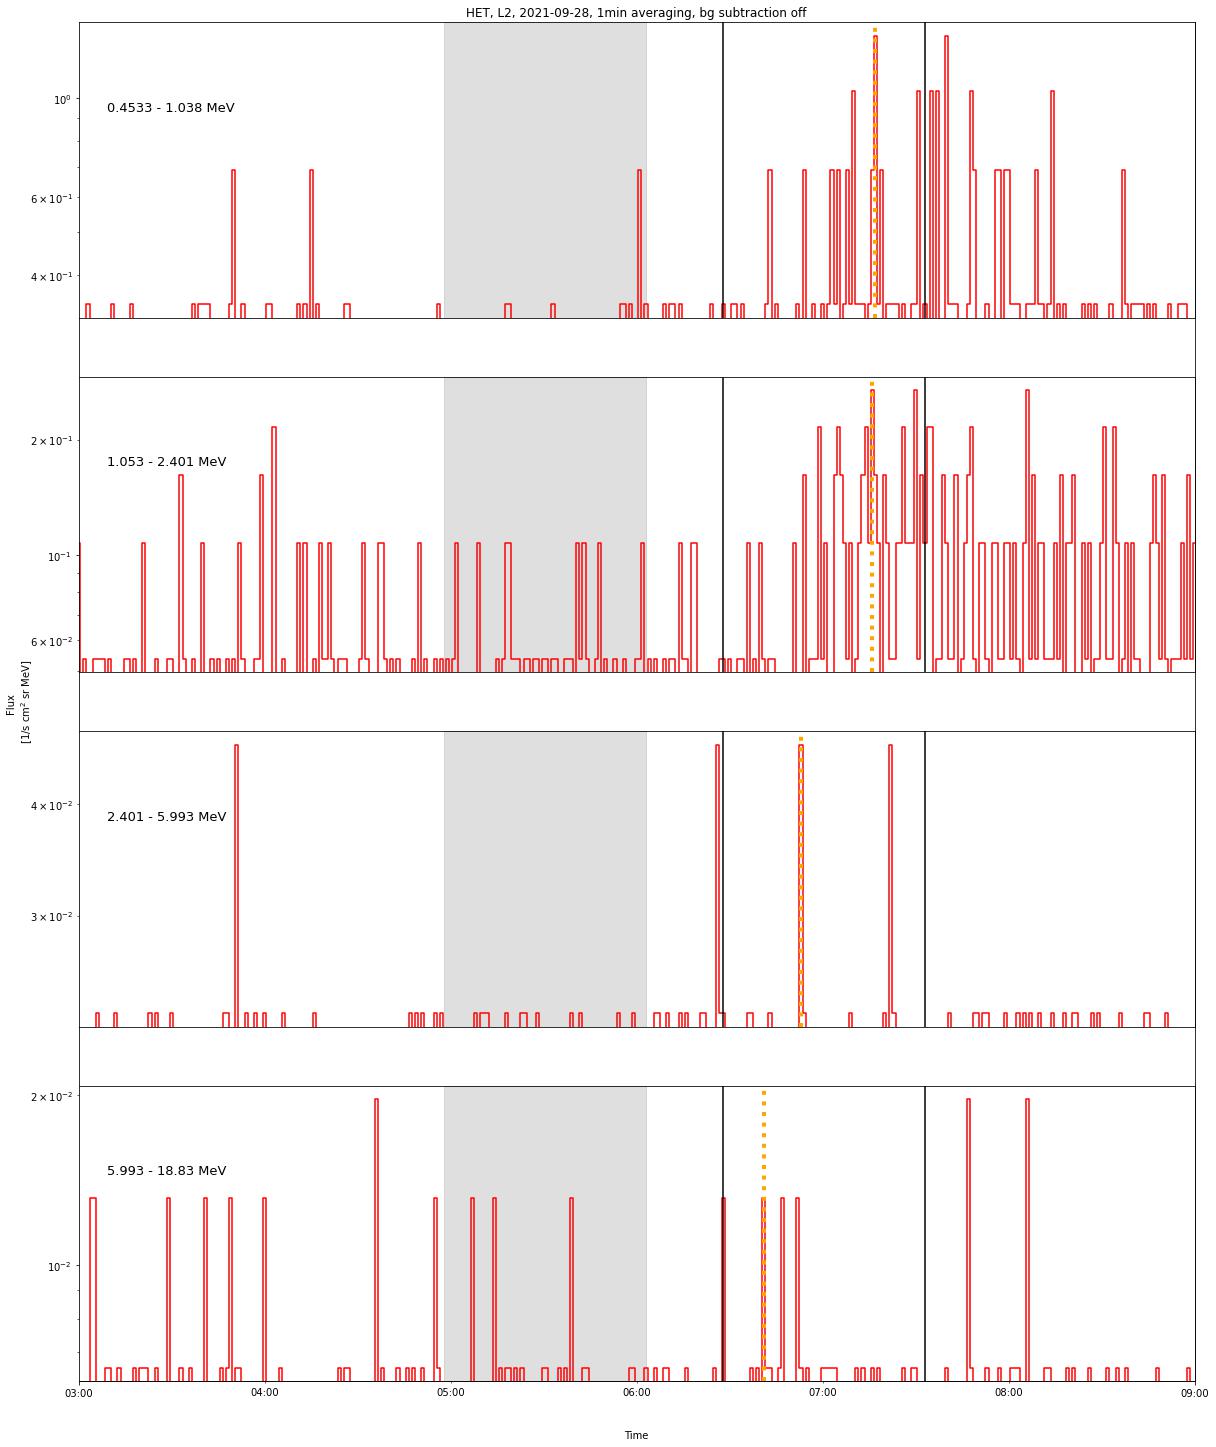 HET, L2, 2021-09-28, 1min averaging, bg subtraction off
10⁰
6 × 10⁻¹
4 × 10⁻¹
0.4533 - 1.038 MeV
2 × 10⁻¹
10⁻¹
6 × 10⁻²
1.053 - 2.401 MeV
Flux
[1/s cm² sr MeV]
4 × 10⁻²
3 × 10⁻²
2.401 - 5.993 MeV
2 × 10⁻²
10⁻²
5.993 - 18.83 MeV
03:00 04:00 05:00 06:00 07:00 08:00 09:00
Time